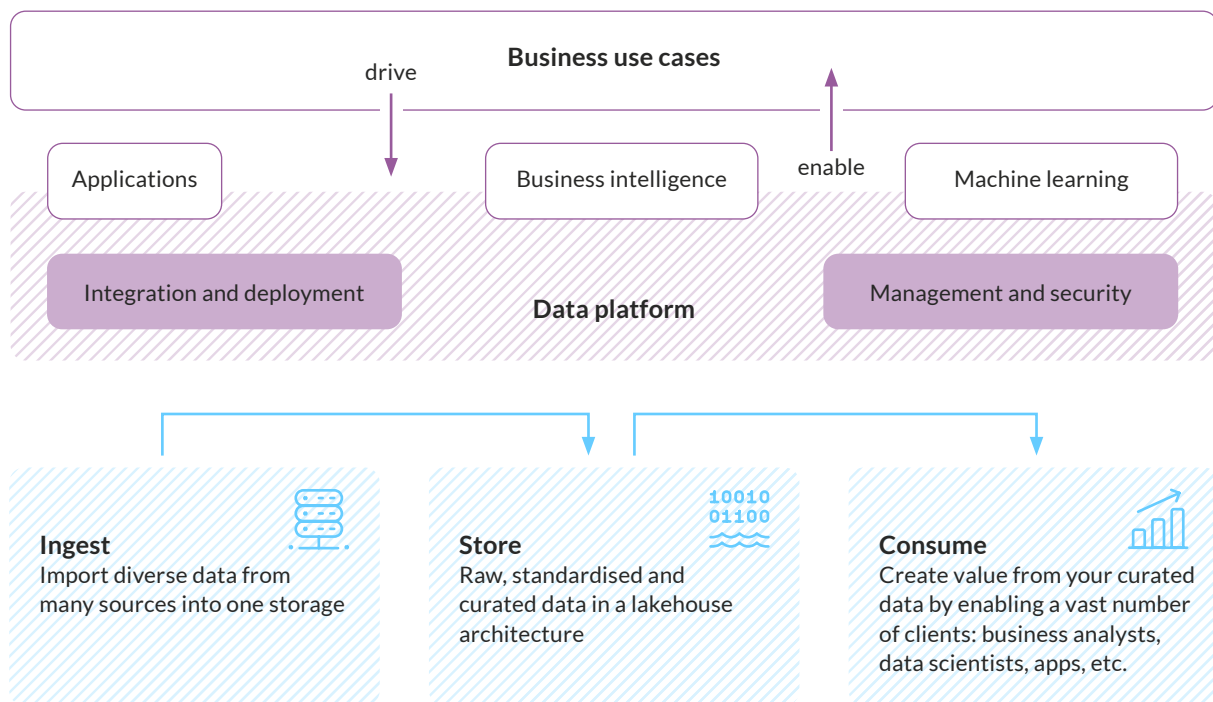 Business use cases
drive
enable
Applications
Business intelligence
Machine learning
Integration and deployment
Data platform
Management and security
Ingest
Import diverse data from
many sources into one storage
10010
01100
Store
Raw, standardised and
curated data in a lakehouse
architecture
Consume
Create value from your curated
data by enabling a vast number
of clients: business analysts,
data scientists, apps, etc.